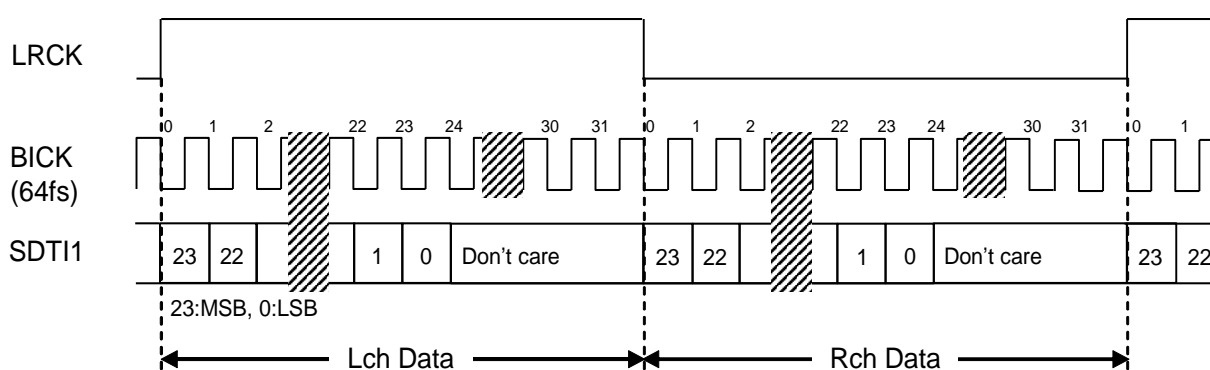 LRCK
0 1 2 22 23 24 30 31 0 1 2 22 23 24 30 31 0 1
BICK
(64fs)
SDTI1 23 22 1 0 Don't care 23 22 1 0 Don't care 23 22
23:MSB, 0:LSB
Lch Data Rch Data